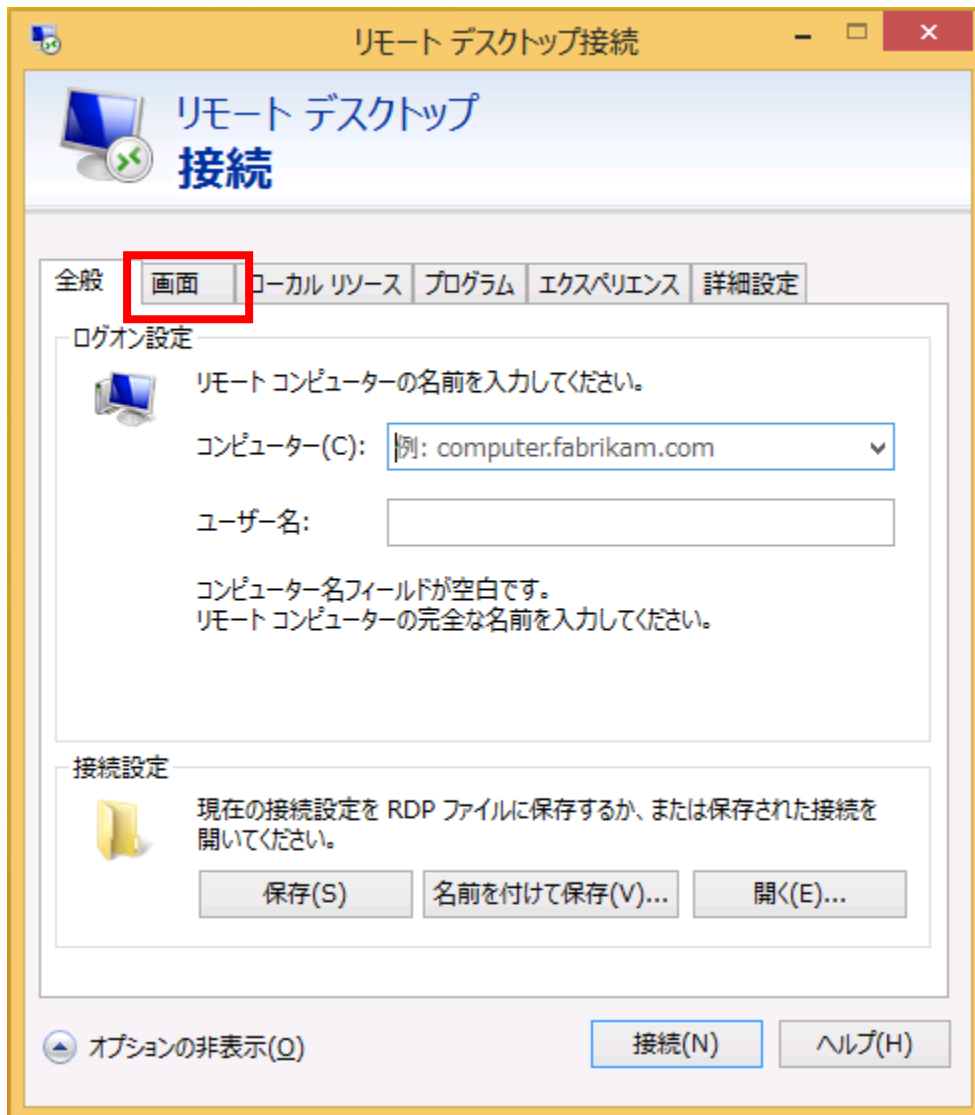 リモート デスクトップ接続
リモート デスクトップ
接続
全般 画面 ーカル リソース プログラム エクスペリエンス 詳細設定
ログオン設定
リモート コンピューターの名前を入力してください。
コンピューター(C): 例: computer.fabrikam.com
ユーザー名:
コンピューター名フィールドが空白です。
リモート コンピューターの完全な名前を入力してください。
接続設定
現在の接続設定を RDP ファイルに保存するか、または保存された接続を
開いてください。
保存(S) 名前を付けて保存(V)... 開く(E)...
オプションの非表示(O) 接続(N) ヘルプ(H)